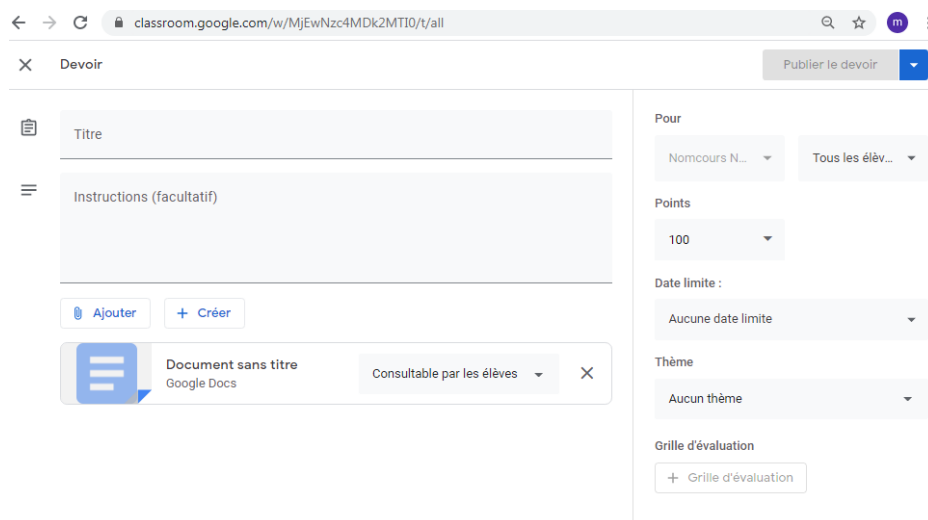 classroom.google.com/w/MjEwNzc4MDk2MTI0/t/all
m
Devoir
Publier le devoir
Titre
Instructions (facultatif)
Ajouter
+ Créer
Document sans titre
Google Docs
Consultable par les élèves
Pour
Nomcours N...
Tous les élèv...
Points
100
Date limite :
Aucune date limite
Thème
Aucun thème
Grille d'évaluation
+ Grille d'évaluation